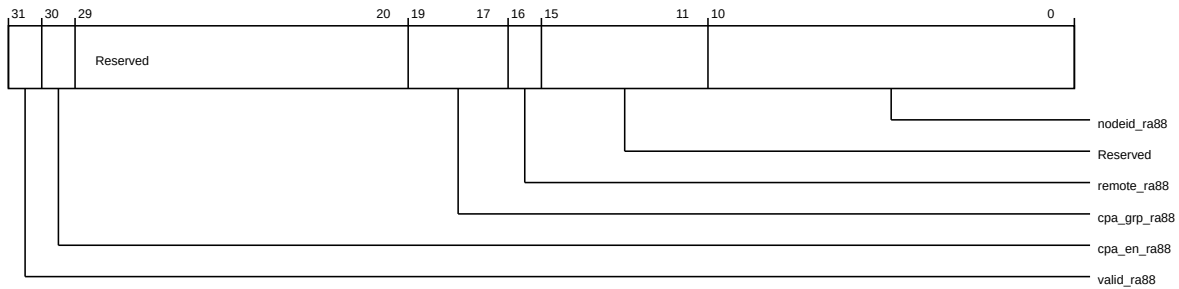 31 30 29 20 19 17 16 15 11 10 0
Reserved
nodeid_ra88
Reserved
remote_ra88
cpa_grp_ra88
cpa_en_ra88
valid_ra88